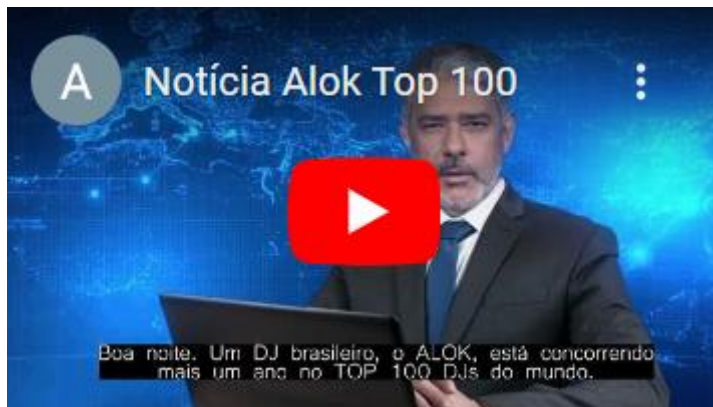 A Notícia Alok Top 100
Boa noite. Um DJ brasileiro, o ALOK, está concorrendo
mais um ano no TOP 100 DJs do mundo.